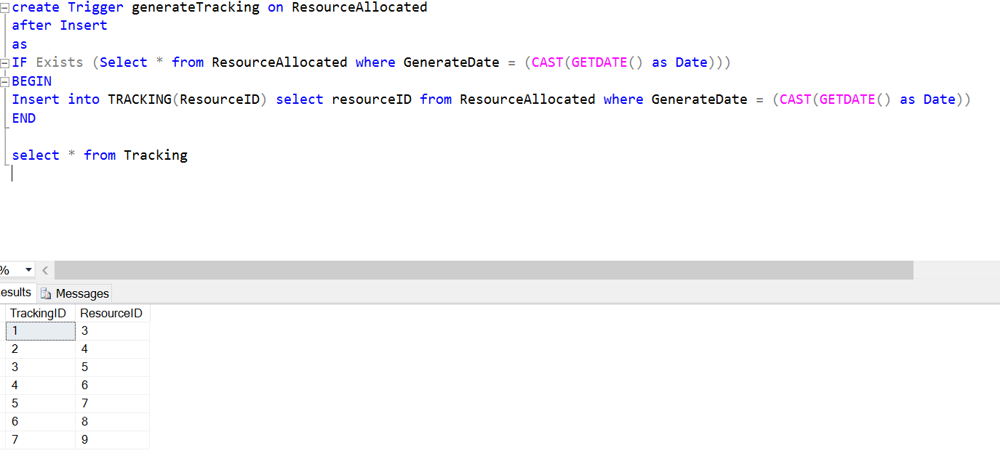 create Trigger generateTracking on ResourceAllocated
after Insert
as
IF Exists (Select * from ResourceAllocated where GenerateDate = (CAST(GETDATE() as Date)))
BEGIN
Insert into TRACKING(ResourceID) select resourceID from ResourceAllocated where GenerateDate = (CAST(GETDATE() as Date))
END
select * from Tracking
%
esults Messages
TrackingID ResourceID
1 3
2 4
3 5
4 6
5 7
6 8
7 9